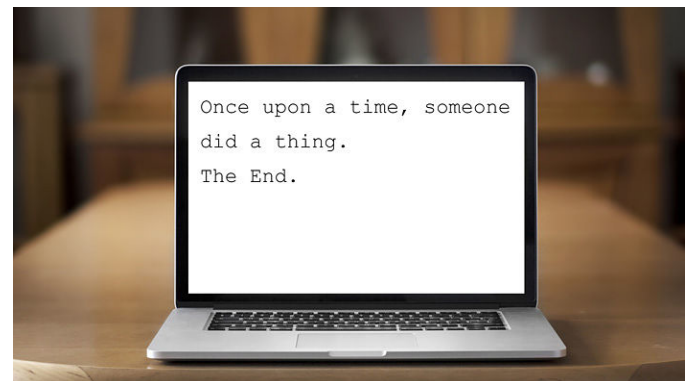 Once upon a time, someone
did a thing.
The End.